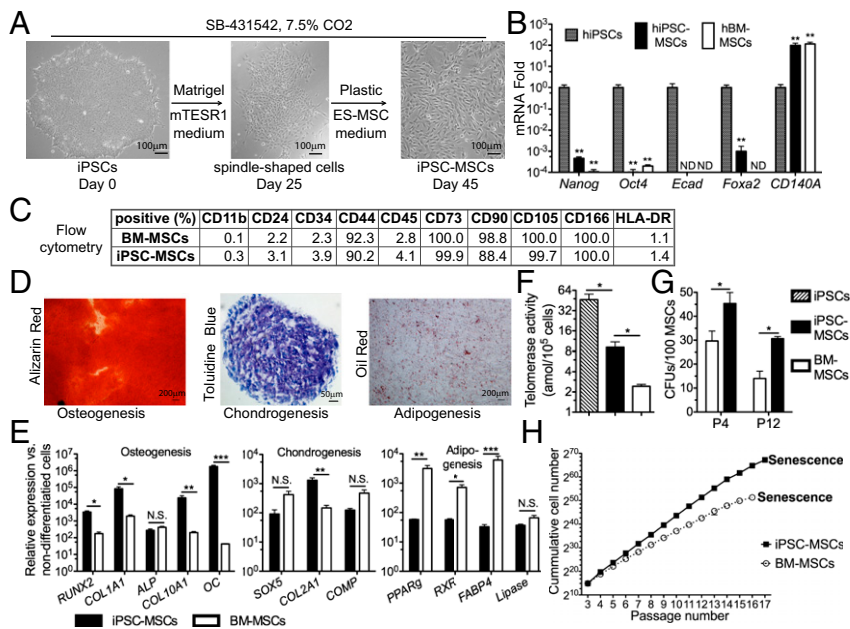 A
SB-431542, 7.5% CO2
Matrigel
mTESR1
medium
Plastic
ES-MSC
medium
100µm
100µm
100µm
iPSCs
Day 0
spindle-shaped cells
Day 25
iPSC-MSCs
Day 45
B
hiPSCs
hiPSC-
MSCs
hBM-
MSCs
mRNA Fold
10^3
10^2
10^1
10^0
10^-1
10^-2
10^-3
10^-4
** ** ** ** ND ND ** ND ** **
Nanog Oct4 Ecad Foxa2 CD140A
C
Flow
cytometry
positive (%) CD11b CD24 CD34 CD44 CD45 CD73 CD90 CD105 CD166 HLA-DR
BM-MSCs 0.1 2.2 2.3 92.3 2.8 100.0 98.8 100.0 100.0 1.1
iPSC-MSCs 0.3 3.1 3.9 90.2 4.1 99.9 88.4 99.7 100.0 1.4
D
Alizarin Red
200µm
Osteogenesis
Toluidine Blue
50µm
Chondrogenesis
Oil Red
200µm
Adipogenesis
E
Relative expression vs.
non-differentiated cells
Osteogenesis
10^7
10^6
10^5
10^4
10^3
10^2
10^1
10^0
* * N.S. ** ***
RUNX2 COL1A1 ALP COL10A1 OC
Chondrogenesis
10^4
10^3
10^2
10^1
10^0
N.S. ** N.S.
SOX5 COL2A1 COMP
Adipo-
genesis
10^4
10^3
10^2
10^1
10^0
** * *** N.S.
PPARg RXR FABP4 Lipase
iPSC-MSCs BM-MSCs
F
Telomerase activity
(amol/10^5 cells)
64
32
16
8
4
2
1
* *
G
CFUs/100 MSCs
50
40
30
20
10
0
* *
P4 P12
iPSCs
iPSC-
MSCs
BM-
MSCs
H
Cummulative cell number
2^70
2^60
2^50
2^40
2^30
2^20
2^10
Senescence
Senescence
iPSC-MSCs
BM-MSCs
3 4 5 6 7 8 9 10 11 12 13 14 15 16 17
Passage number